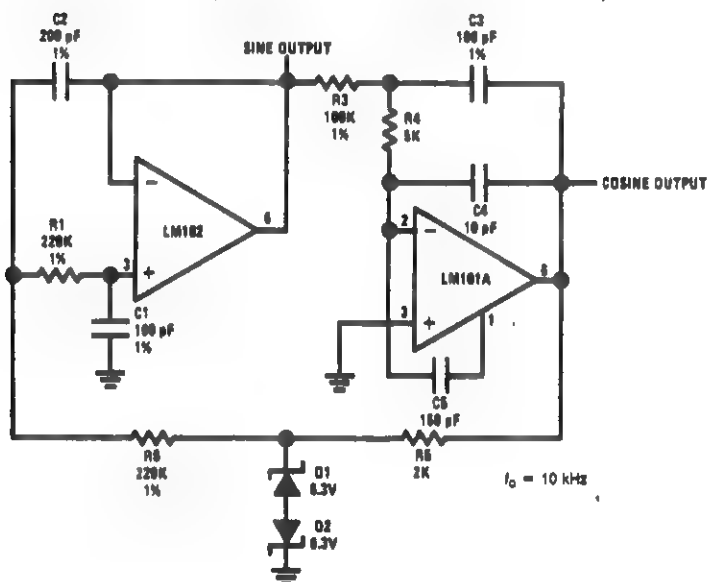 C2
200 pF
1%
SINE OUTPUT
C3
100 pF
1%
R3
100K
1%
R4
5K
COSINE OUTPUT
C4
10 pF
R1
220K
1%
−
LM102
6
3
+
2
−
LM101A
6
3
+
1
C1
100 pF
1%
C5
150 pF
R6
220K
1%
R5
2K
D1
6.3V
D2
6.3V
fo = 10 kHz